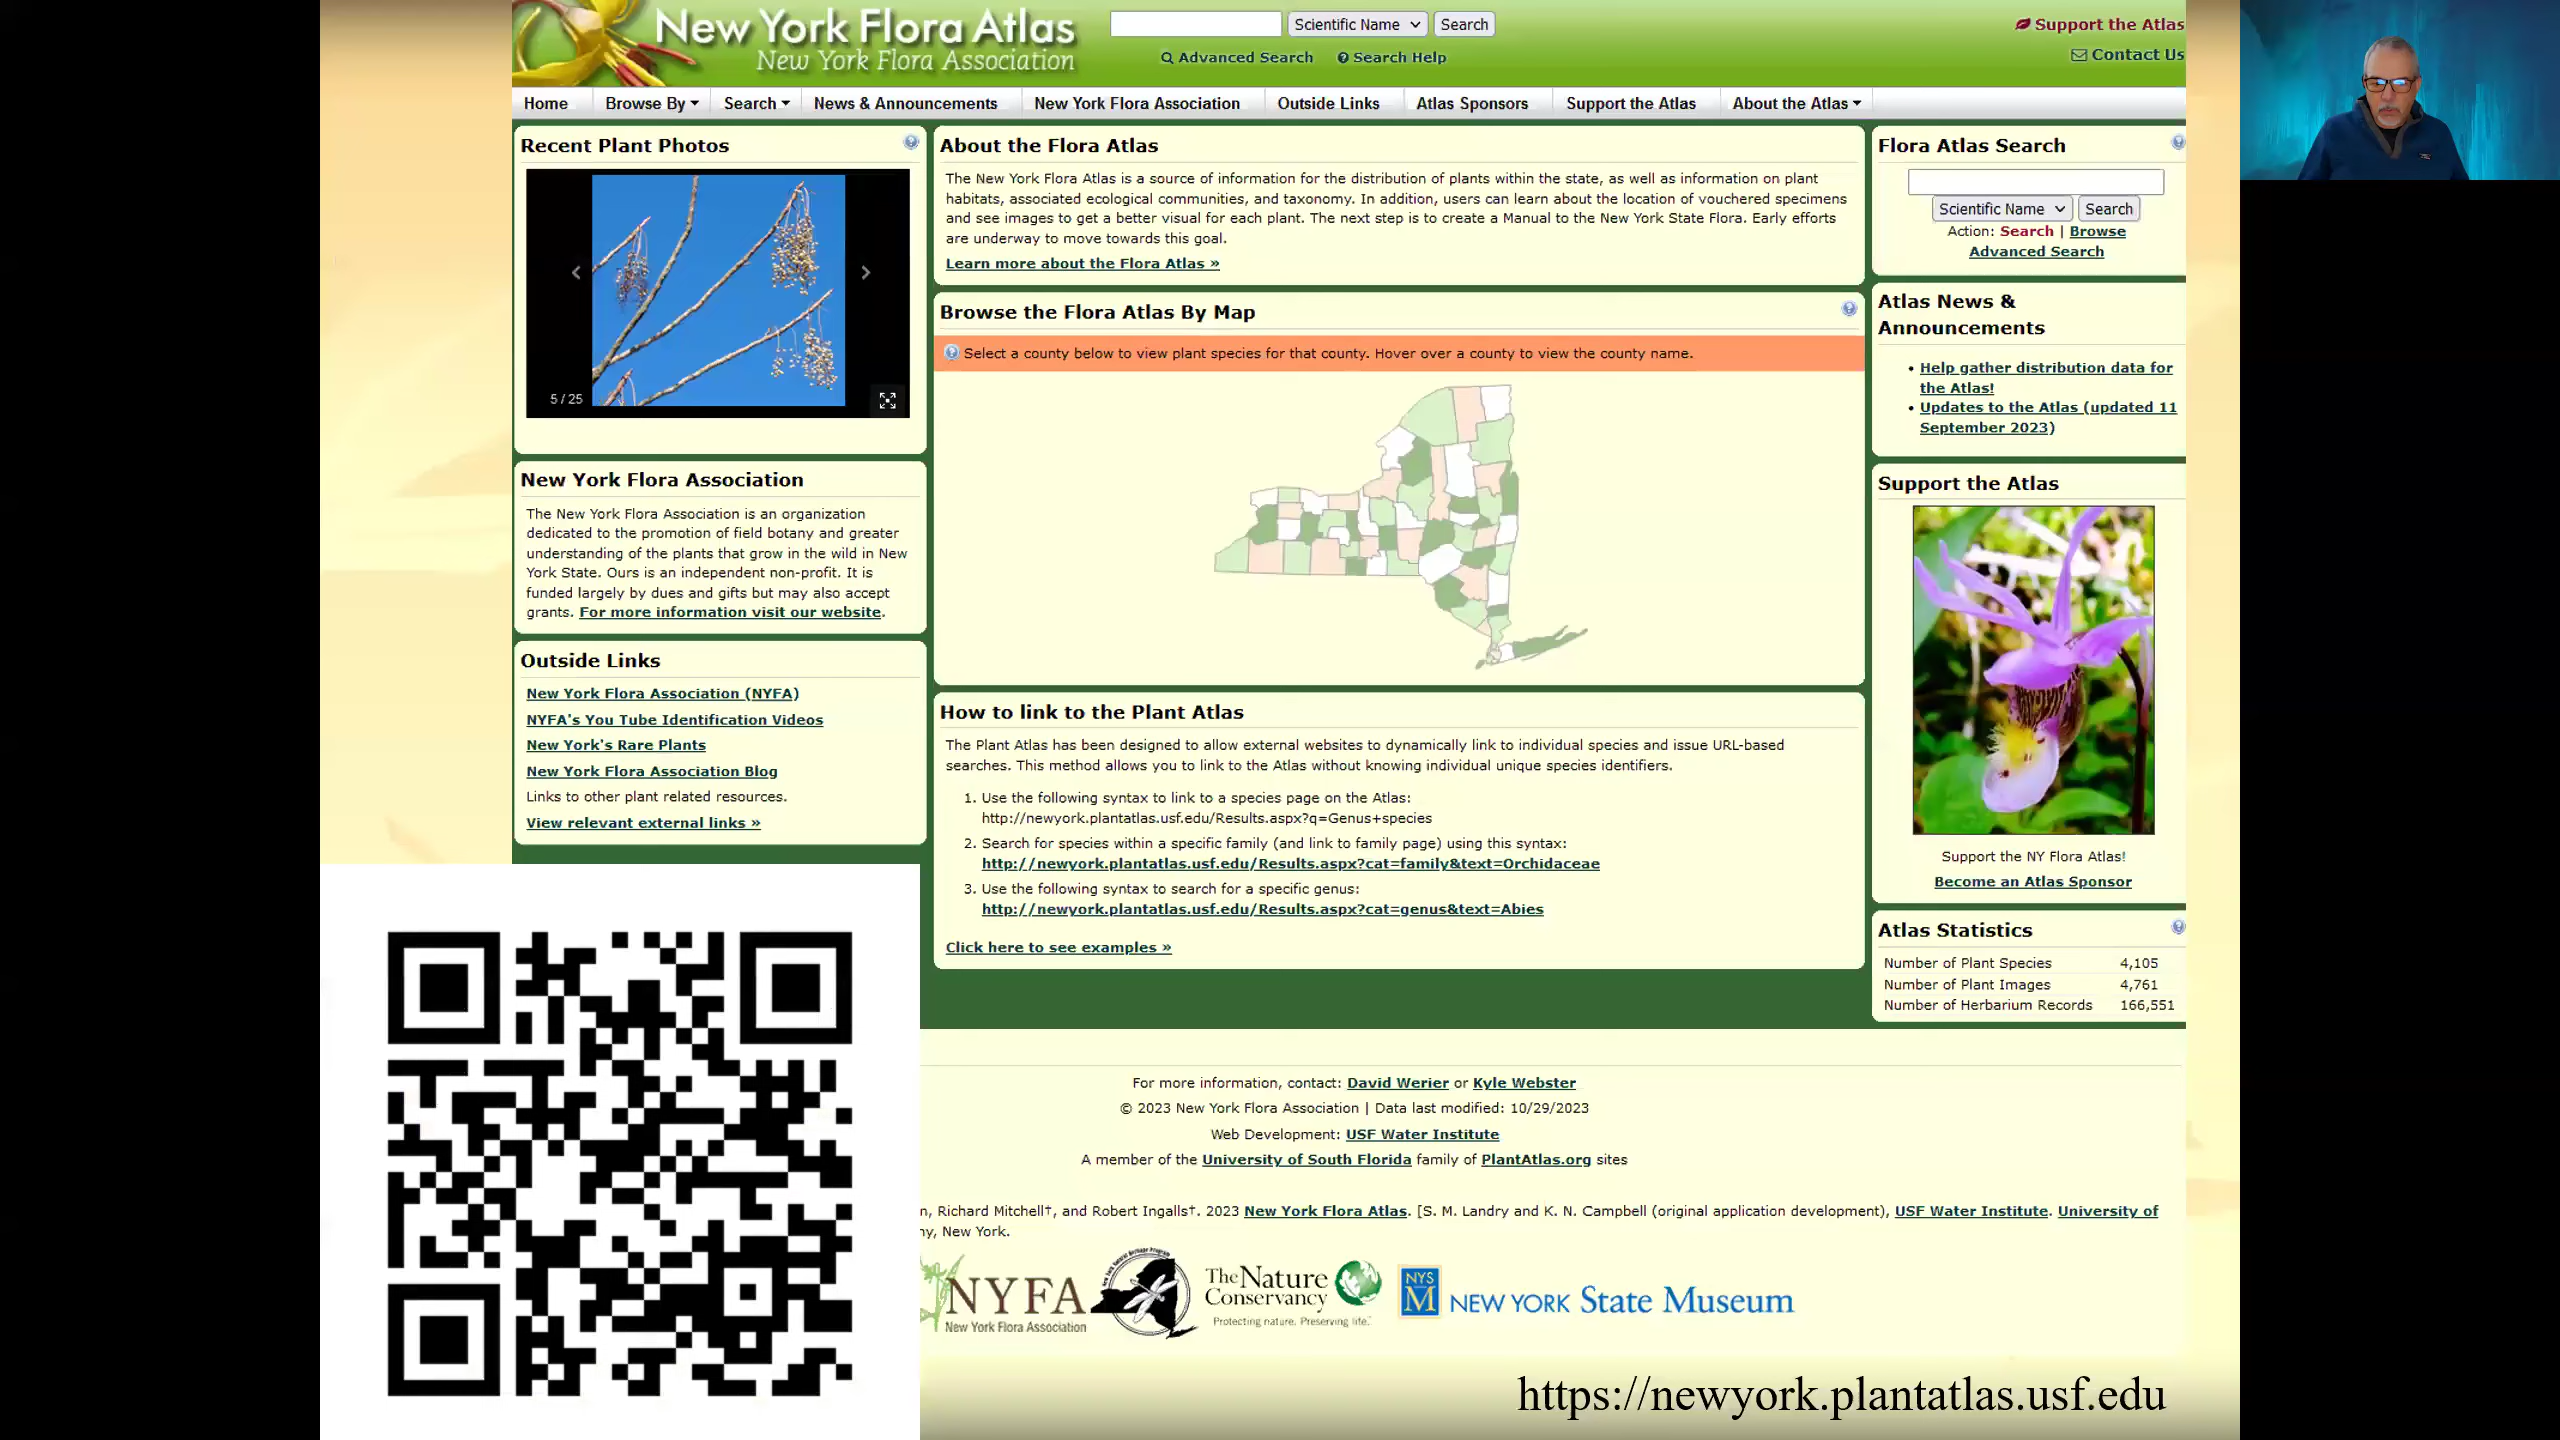 New York Flora Atlas
New York Flora Association
Scientific Name
Search
Advanced Search
Search Help
Support the Atlas
Contact Us
Home
Browse By
Search
News & Announcements
New York Flora Association
Outside Links
Atlas Sponsors
Support the Atlas
About the Atlas
Recent Plant Photos
5 / 25
New York Flora Association
The New York Flora Association is an organization
dedicated to the promotion of field botany and greater
understanding of the plants that grow in the wild in New
York State. Ours is an independent non-profit. It is
funded largely by dues and gifts but may also accept
grants. For more information visit our website.
Outside Links
New York Flora Association (NYFA)
NYFA's You Tube Identification Videos
New York's Rare Plants
New York Flora Association Blog
Links to other plant related resources.
View relevant external links »
About the Flora Atlas
The New York Flora Atlas is a source of information for the distribution of plants within the state, as well as information on plant
habitats, associated ecological communities, and taxonomy. In addition, users can learn about the location of vouchered specimens
and see images to get a better visual for each plant. The next step is to create a Manual to the New York State Flora. Early efforts
are underway to move towards this goal.
Learn more about the Flora Atlas »
Browse the Flora Atlas By Map
Select a county below to view plant species for that county. Hover over a county to view the county name.
How to link to the Plant Atlas
The Plant Atlas has been designed to allow external websites to dynamically link to individual species and issue URL-based
searches. This method allows you to link to the Atlas without knowing individual unique species identifiers.
1. Use the following syntax to link to a species page on the Atlas:
http://newyork.plantatlas.usf.edu/Results.aspx?q=Genus+species
2. Search for species within a specific family (and link to family page) using this syntax:
http://newyork.plantatlas.usf.edu/Results.aspx?cat=family&text=Orchidaceae
3. Use the following syntax to search for a specific genus:
http://newyork.plantatlas.usf.edu/Results.aspx?cat=genus&text=Abies
Click here to see examples »
Flora Atlas Search
Scientific Name
Search
Action: Search | Browse
Advanced Search
Atlas News &
Announcements
• Help gather distribution data for
the Atlas!
• Updates to the Atlas (updated 11
September 2023)
Support the Atlas
Support the NY Flora Atlas!
Become an Atlas Sponsor
Atlas Statistics
Number of Plant Species 4,105
Number of Plant Images 4,761
Number of Herbarium Records 166,551
For more information, contact: David Werier or Kyle Webster
© 2023 New York Flora Association | Data last modified: 10/29/2023
Web Development: USF Water Institute
A member of the University of South Florida family of PlantAtlas.org sites
n, Richard Mitchell†, and Robert Ingalls†. 2023 New York Flora Atlas. [S. M. Landry and K. N. Campbell (original application development), USF Water Institute. University of
ny, New York.
NYFA
New York Flora Association
The Nature
Conservancy
Protecting nature. Preserving life.
NYS
M
NEW YORK State Museum
https://newyork.plantatlas.usf.edu